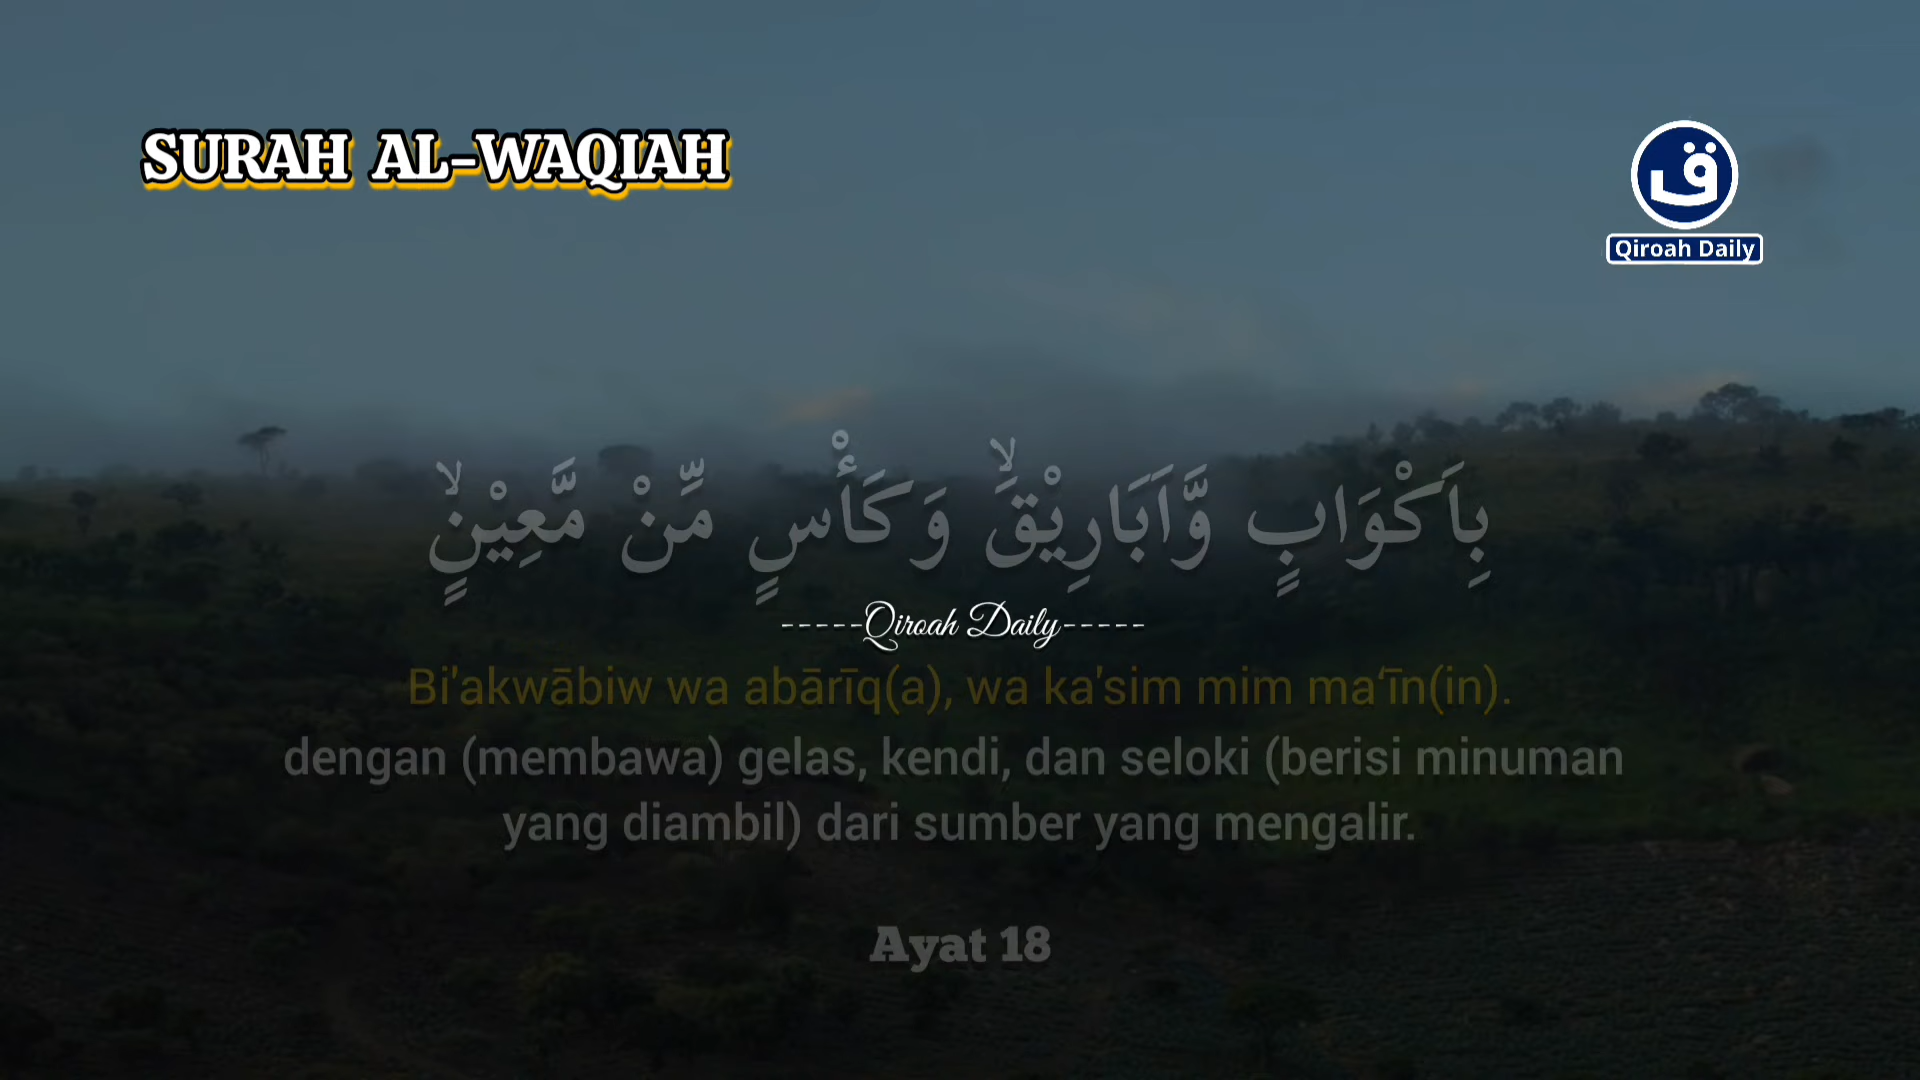 SURAH AL-WAQIAH
ق
Qiroah Daily
بِاَكْوَابٍ وَّاَبَارِيْقَۙ وَكَأْسٍ مِّنْ مَّعِيْنٍۙ
-----Qiroah Daily-----
Bi'akwābiw wa abārīq(a), wa ka'sim mim ma‘īn(in).
dengan (membawa) gelas, kendi, dan seloki (berisi minuman
yang diambil) dari sumber yang mengalir.
Ayat 18